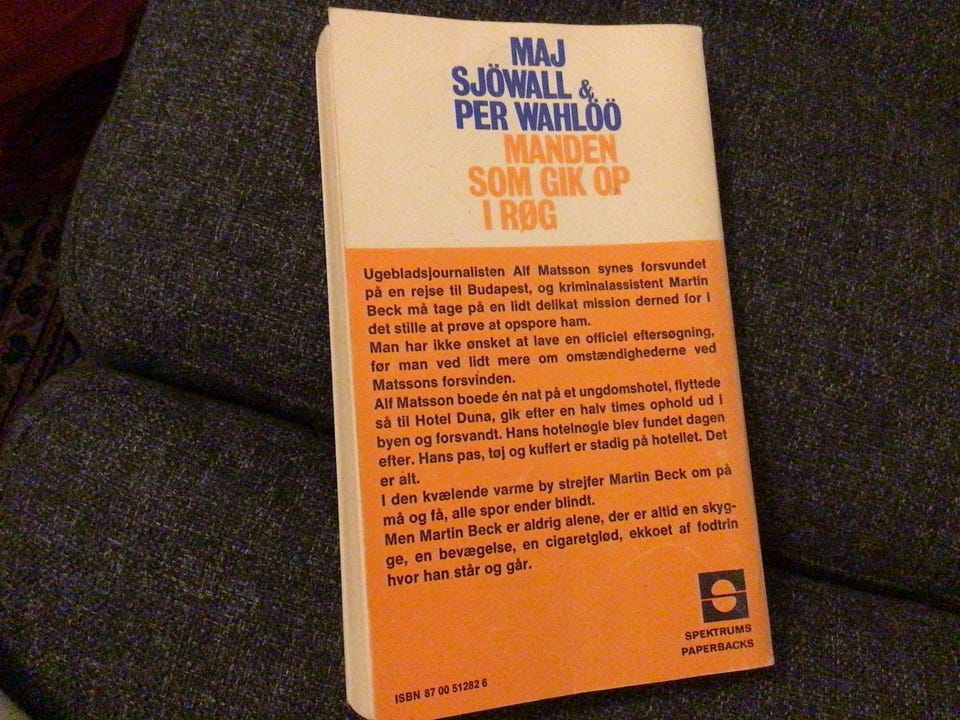 MAJ
SJÖWALL &
PER WAHLÖÖ
MANDEN
SOM GIK OP
I RØG
Ugebladsjournalisten Alf Matsson synes forsvundet
på en rejse til Budapest, og kriminalassistent Martin
Beck må tage på en lidt delikat mission derned for i
det stille at prøve at opspore ham.
Man har ikke ønsket at lave en officiel eftersøgning,
før man ved lidt mere om omstændighederne ved
Matssons forsvinden.
Alf Matsson boede én nat på et ungdomshotel, flyttede
så til Hotel Duna, gik efter en halv times ophold ud i
byen og forsvandt. Hans hotelnøgle blev fundet dagen
efter. Hans pas, tøj og kuffert er stadig på hotellet. Det
er alt.
I den kvælende varme by strejfer Martin Beck om på
må og få, alle spor ender blindt.
Men Martin Beck er aldrig alene, der er altid en skyg-
ge, en bevægelse, en cigaretglød, ekkoet af fodtrin
hvor han står og går.
SPEKTRUMS
PAPERBACKS
ISBN 87 00 51282 6